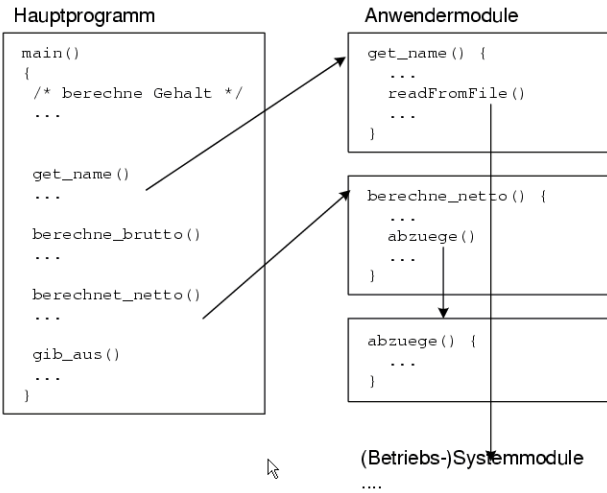 Hauptprogramm
main()
{
/* berechne Gehalt */
...
get_name()
...
berechne_brutto()
...
berechnet_netto()
...
gib_aus()
...
}
Anwendermodule
get_name() {
...
readFromFile()
...
}
berechne_netto() {
...
abzuege()
...
}
abzuege() {
...
}
(Betriebs-)Systemmodule
....